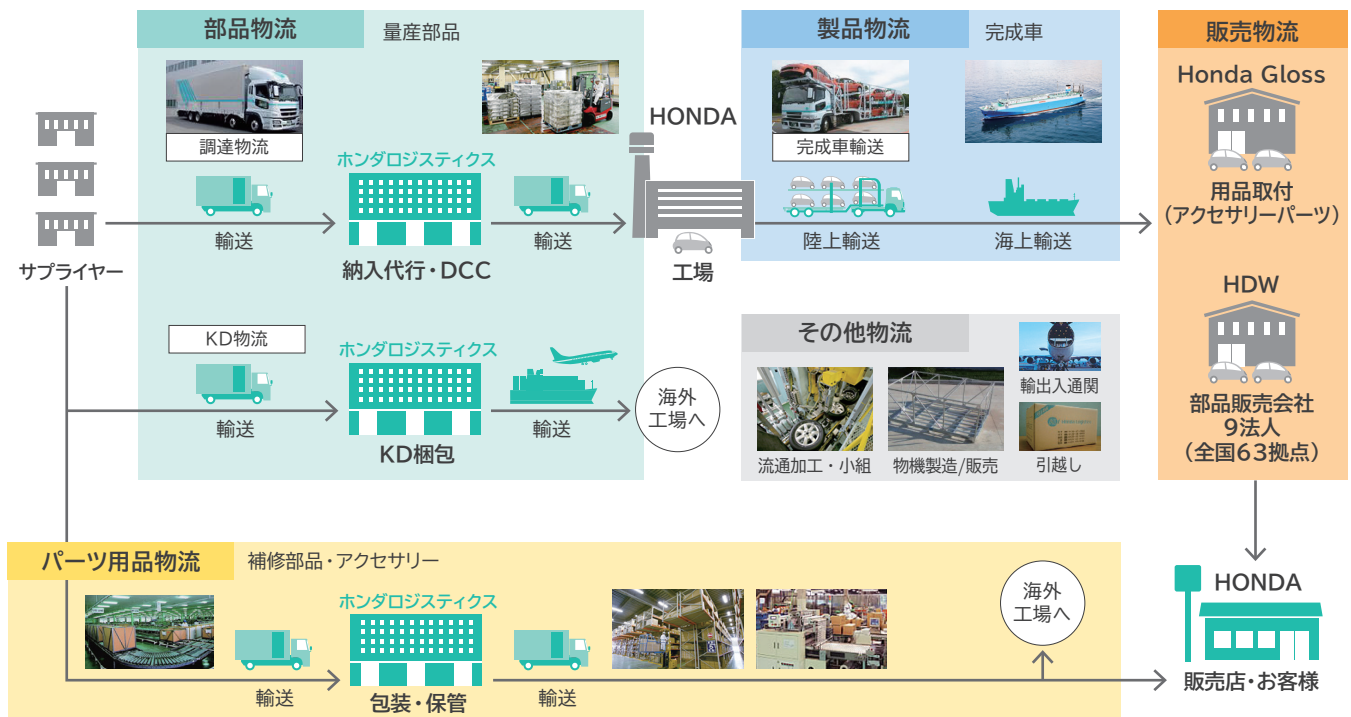 部品物流
量産部品
調達物流
サプライヤー
輸送
ホンダロジスティクス
納入代行・DCC
輸送
HONDA
工場
KD物流
輸送
ホンダロジスティクス
KD梱包
輸送
海外
工場へ
製品物流
完成車
完成車輸送
陸上輸送
海上輸送
その他物流
流通加工・小組
物機製造/販売
輸出入通関
引越し
販売物流
Honda Gloss
用品取付
(アクセサリーパーツ)
HDW
部品販売会社
9法人
(全国63拠点)
パーツ用品物流
補修部品・アクセサリー
輸送
ホンダロジスティクス
包装・保管
輸送
海外
工場へ
HONDA
販売店・お客様